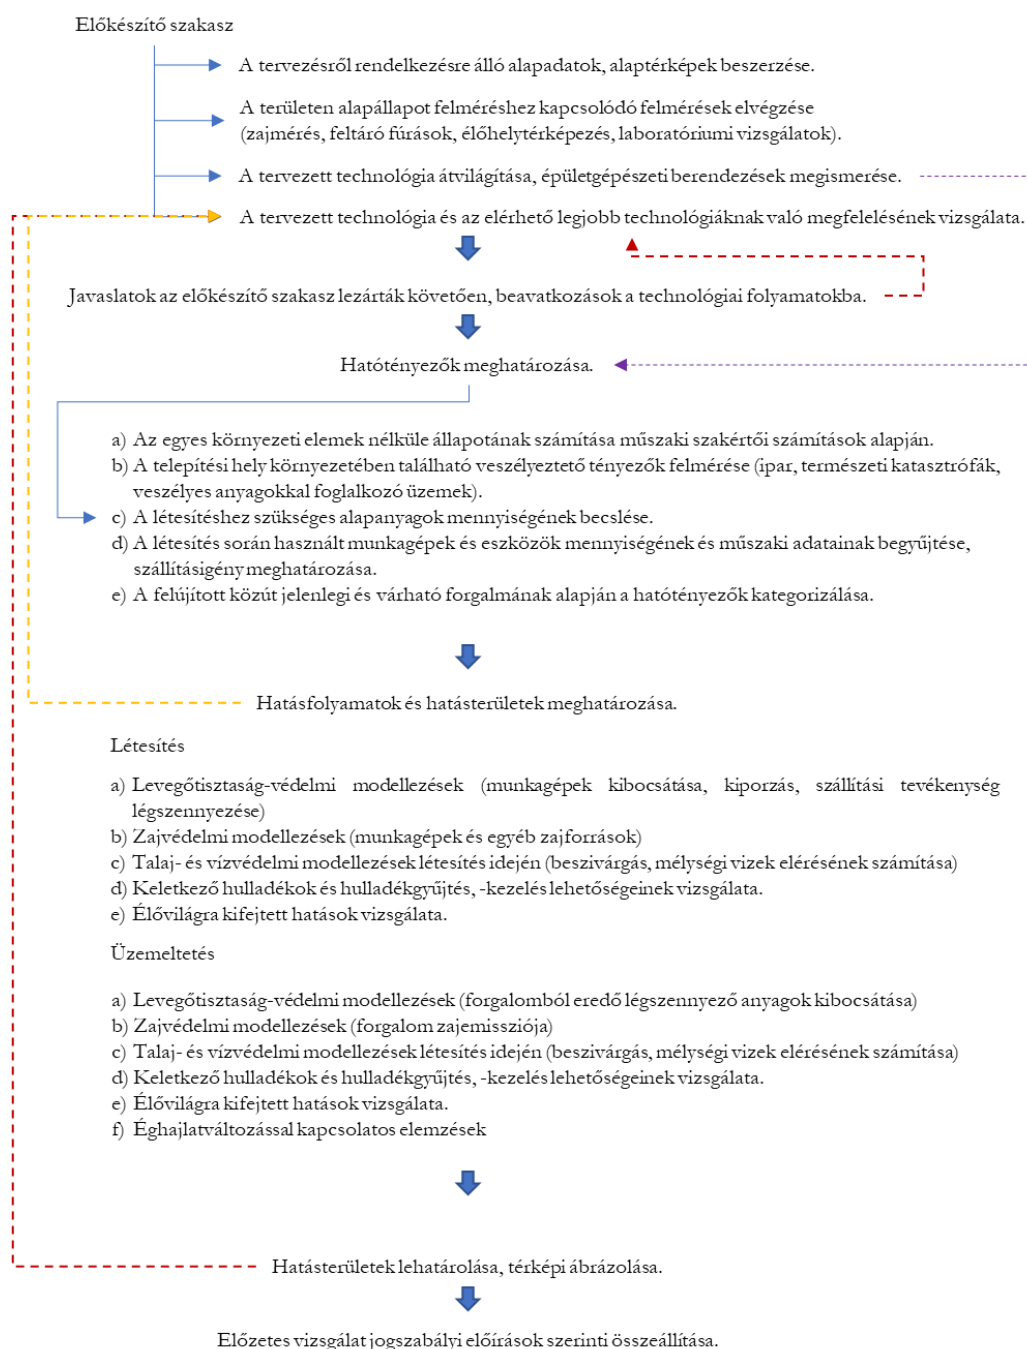 Előkészítő szakasz
A tervezésről rendelkezésre álló alapadatok, alaptérképek beszerzése.
A területen alapállapot felméréshez kapcsolódó felmérések elvégzése
(zajmérés, feltáró fúrások, élőhelytérképezés, laboratóriumi vizsgálatok).
A tervezett technológia átvilágítása, épületgépészeti berendezések megismerése.
A tervezett technológia és az elérhető legjobb technológiáknak való megfelelésének vizsgálata.
Javaslatok az előkészítő szakasz lezárták követően, beavatkozások a technológiai folyamatokba.
Hatótényezők meghatározása.
a) Az egyes környezeti elemek nélküle állapotának számítása műszaki szakértői számítások alapján.
b) A telepítési hely környezetében található veszélyeztető tényezők felmérése (ipar, természeti katasztrófák,
veszélyes anyagokkal foglalkozó üzemek).
c) A létesítéshez szükséges alapanyagok mennyiségének becslése.
d) A létesítés során használt munkagépek és eszközök mennyiségének és műszaki adatainak begyűjtése,
szállításigény meghatározása.
e) A felújított közút jelenlegi és várható forgalmának alapján a hatótényezők kategorizálása.
Hatásfolyamatok és hatásterületek meghatározása.
Létesítés
a) Levegőtisztaság-védelmi modellezések (munkagépek kibocsátása, kiporzás, szállítási tevékenység
légszennyezése)
b) Zajvédelmi modellezések (munkagépek és egyéb zajforrások)
c) Talaj- és vízvédelmi modellezések létesítés idején (beszivárgás, mélységi vizek elérésének számítása)
d) Keletkező hulladékok és hulladékgyűjtés, -kezelés lehetőségeinek vizsgálata.
e) Élővilágra kifejtett hatások vizsgálata.
Üzemeltetés
a) Levegőtisztaság-védelmi modellezések (forgalomból eredő légszennyező anyagok kibocsátása)
b) Zajvédelmi modellezések (forgalom zajemissziója)
c) Talaj- és vízvédelmi modellezések létesítés idején (beszivárgás, mélységi vizek elérésének számítása)
d) Keletkező hulladékok és hulladékgyűjtés, -kezelés lehetőségeinek vizsgálata.
e) Élővilágra kifejtett hatások vizsgálata.
f) Éghajlatváltozással kapcsolatos elemzések
Hatásterületek lehatárolása, térképi ábrázolása.
Előzetes vizsgálat jogszabályi előírások szerinti összeállítása.